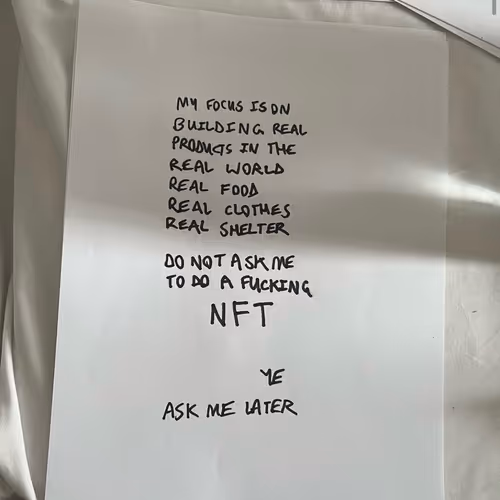 MY FOCUS IS ON
BUILDING REAL
PRODUCTS IN THE
REAL WORLD
REAL FOOD
REAL CLOTHES
REAL SHELTER
DO NOT ASK ME
TO DO A FUCKING
NFT
YE
ASK ME LATER